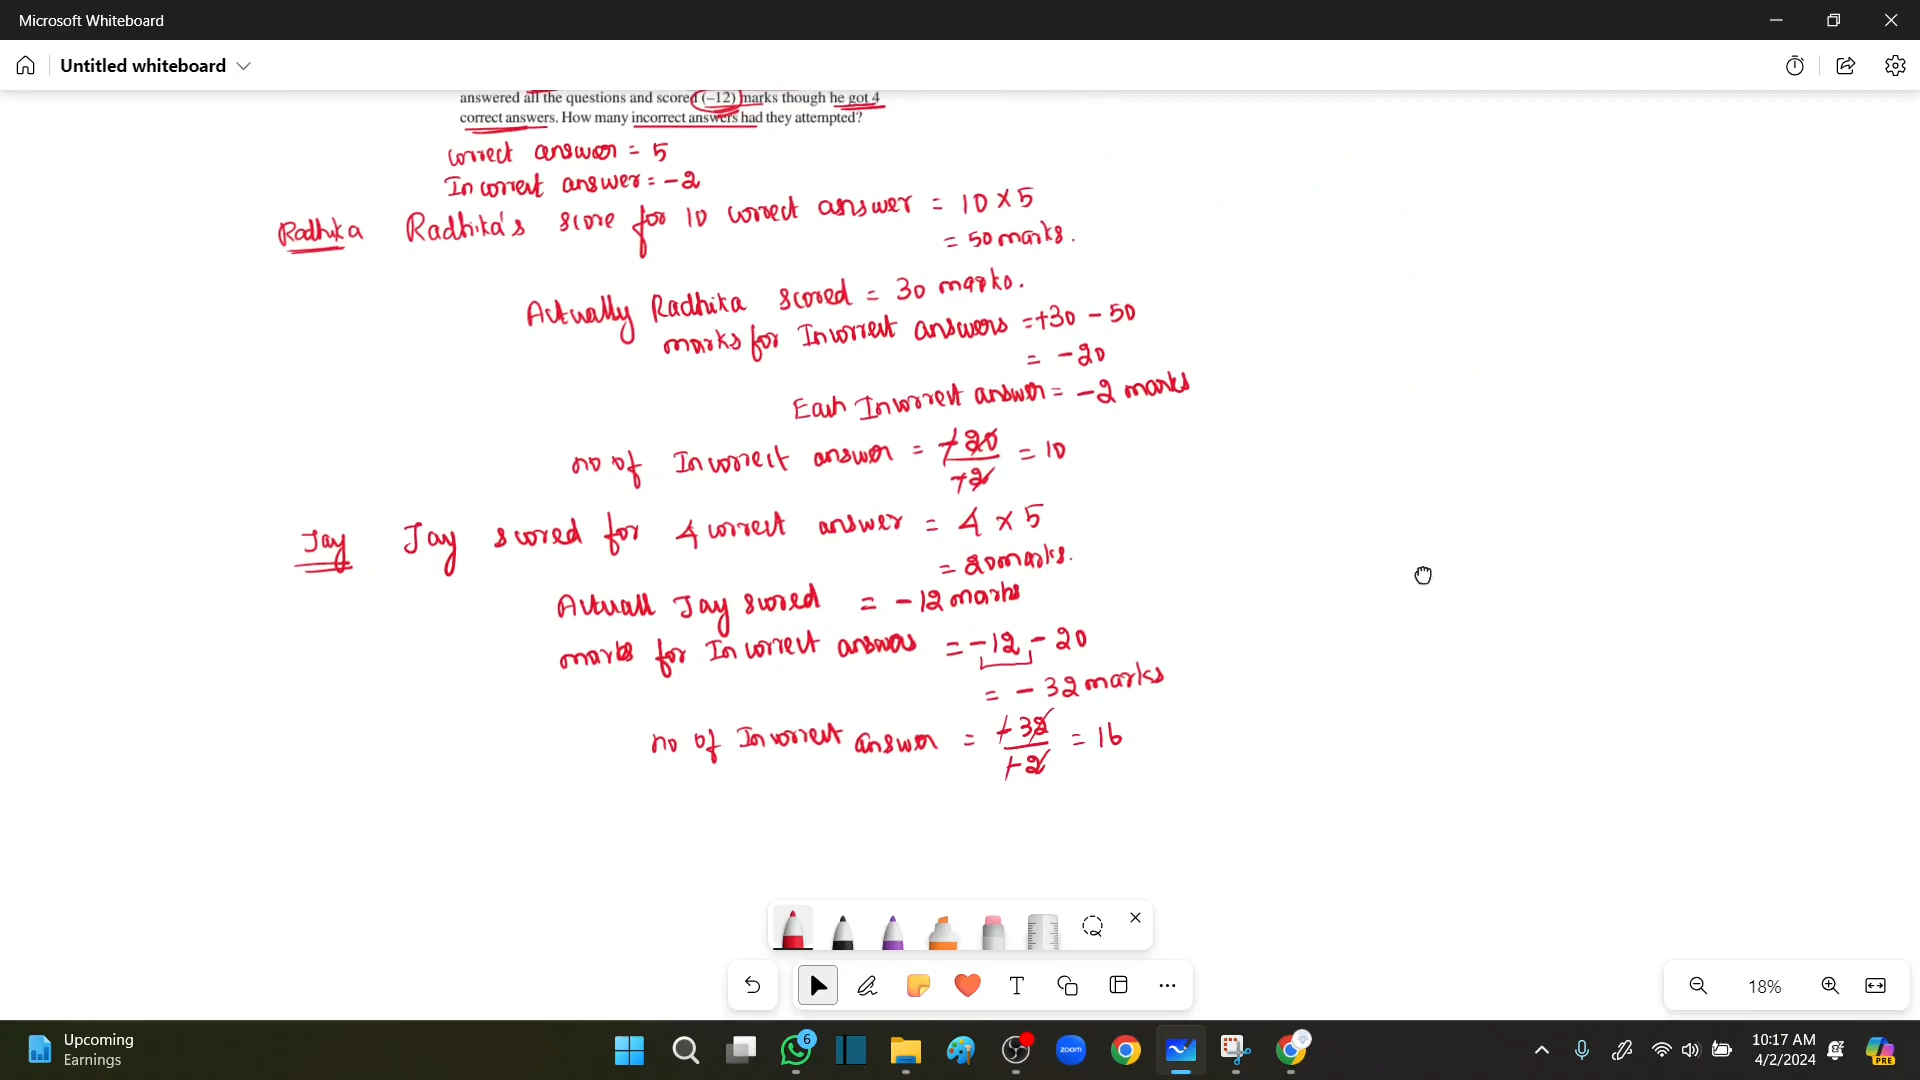 Microsoft Whiteboard
Untitled whiteboard
answered all the questions and scored (–12) marks though he got 4
correct answers. How many incorrect answers had they attempted?
correct answer = 5
Incorrect answer = -2
Radhika Radhika's score for 10 correct answer = 10 × 5
= 50 marks.
Actually Radhika scored = 30 marks.
marks for Incorrect answers = +30 - 50
= -20
Each Incorrect answer = -2 marks
no of Incorrect answer = -20/-2 = 10
Jay Jay scored for 4 correct answer = 4 × 5
= 20 marks.
Actuall Jay scored = -12 marks
marks for Incorrect answers = -12 - 20
= - 32 marks
no of Incorrect answer = -32/-2 = 16
18%
Upcoming
Earnings
6
zoom
10:17 AM
4/2/2024
PRE